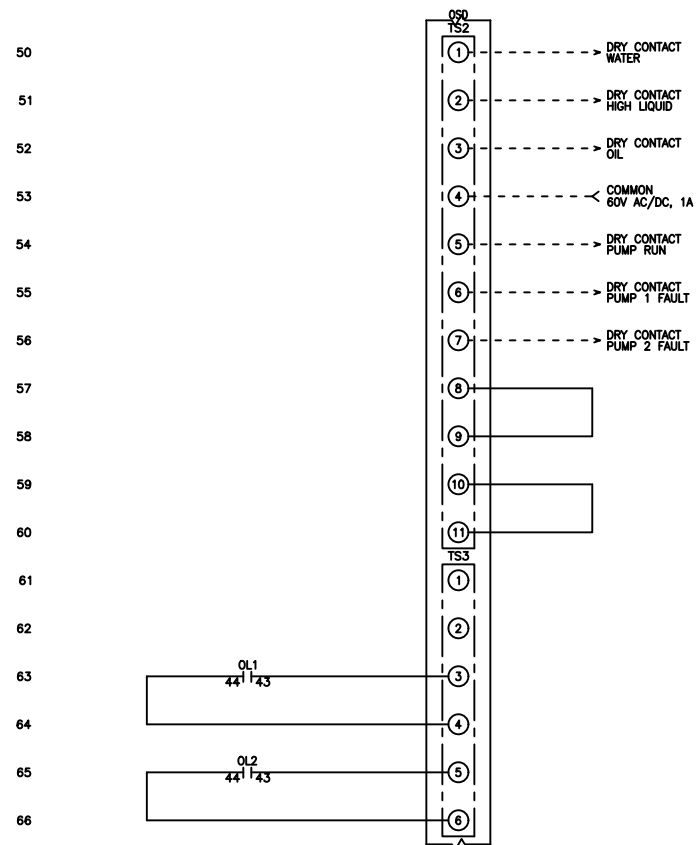 OSD
TS2
50
1
DRY CONTACT
WATER
51
2
DRY CONTACT
HIGH LIQUID
52
3
DRY CONTACT
OIL
53
4
COMMON
60V AC/DC, 1A
54
5
DRY CONTACT
PUMP RUN
55
6
DRY CONTACT
PUMP 1 FAULT
56
7
DRY CONTACT
PUMP 2 FAULT
57
8
58
9
59
10
60
11
TS3
61
1
62
2
OL1
63
44 43
3
64
4
OL2
65
44 43
5
66
6